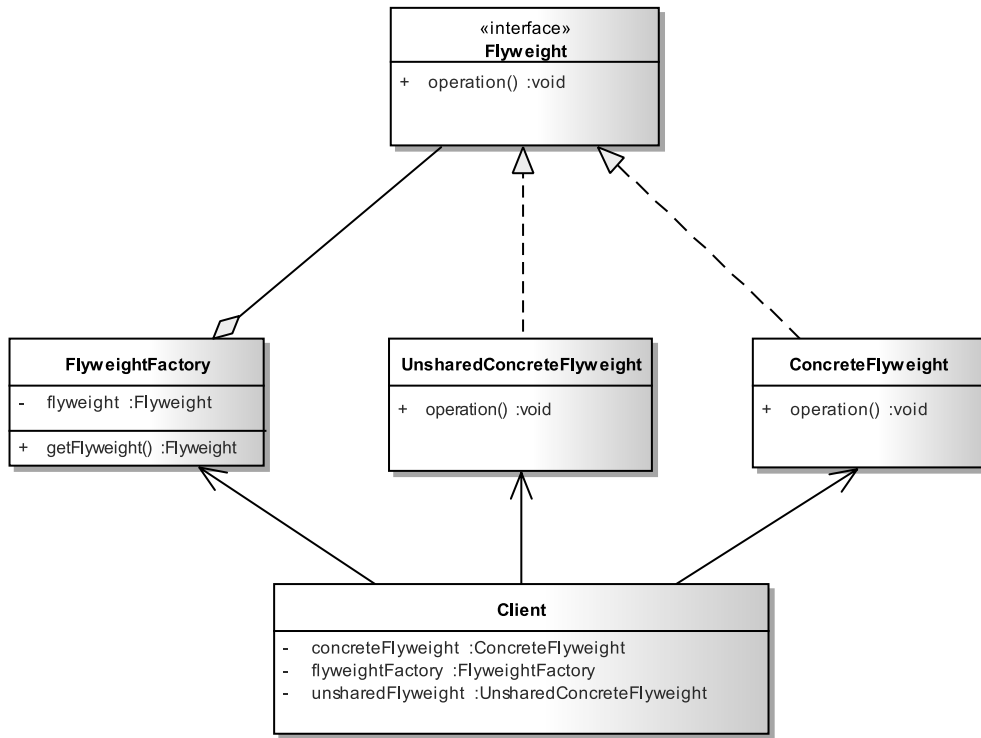 «interface»
Flyweight
+ operation() :void
FlyweightFactory
- flyweight :Flyweight
+ getFlyweight() :Flyweight
UnsharedConcreteFlyweight
+ operation() :void
ConcreteFlyweight
+ operation() :void
Client
- concreteFlyweight :ConcreteFlyweight
- flyweightFactory :FlyweightFactory
- unsharedFlyweight :UnsharedConcreteFlyweight